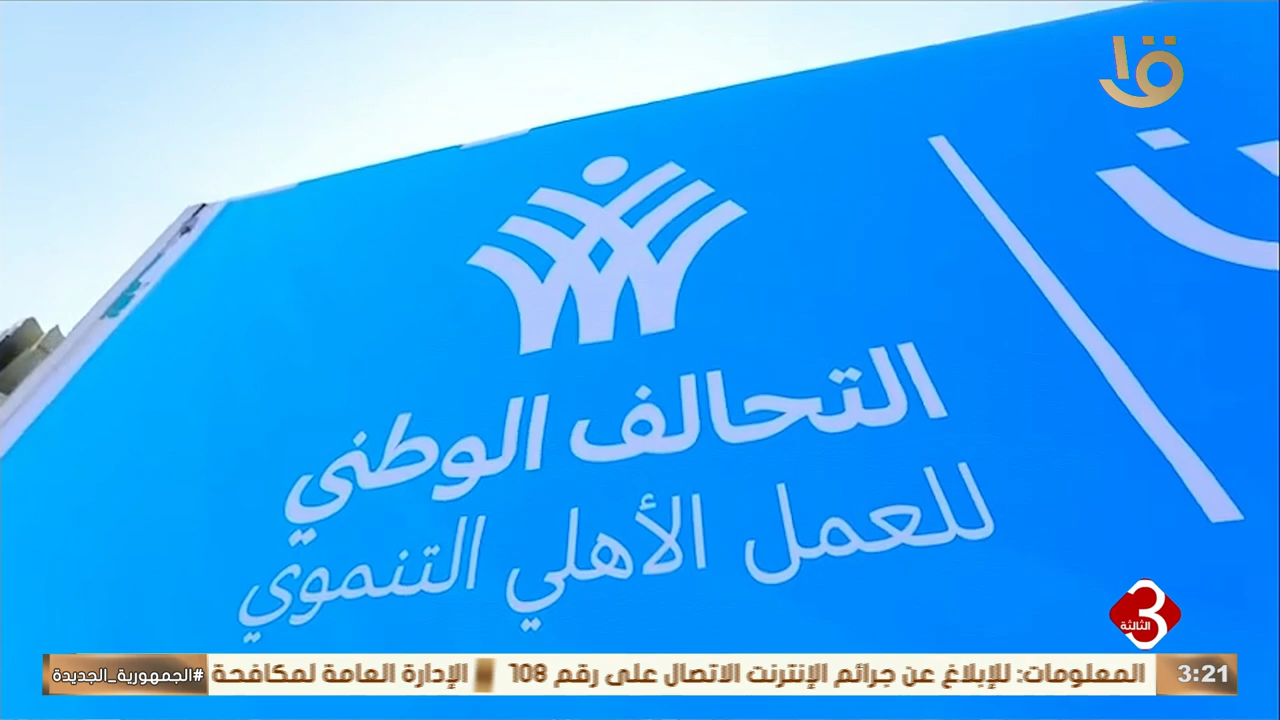 التحالف الوطني
للعمل الأهلي التنموي
3
الثالثة
3:21
المعلومات: للإبلاغ عن جرائم الإنترنت الاتصال على رقم 108 الإدارة العامة لمكافحة
#الجمهورية_الجديدة